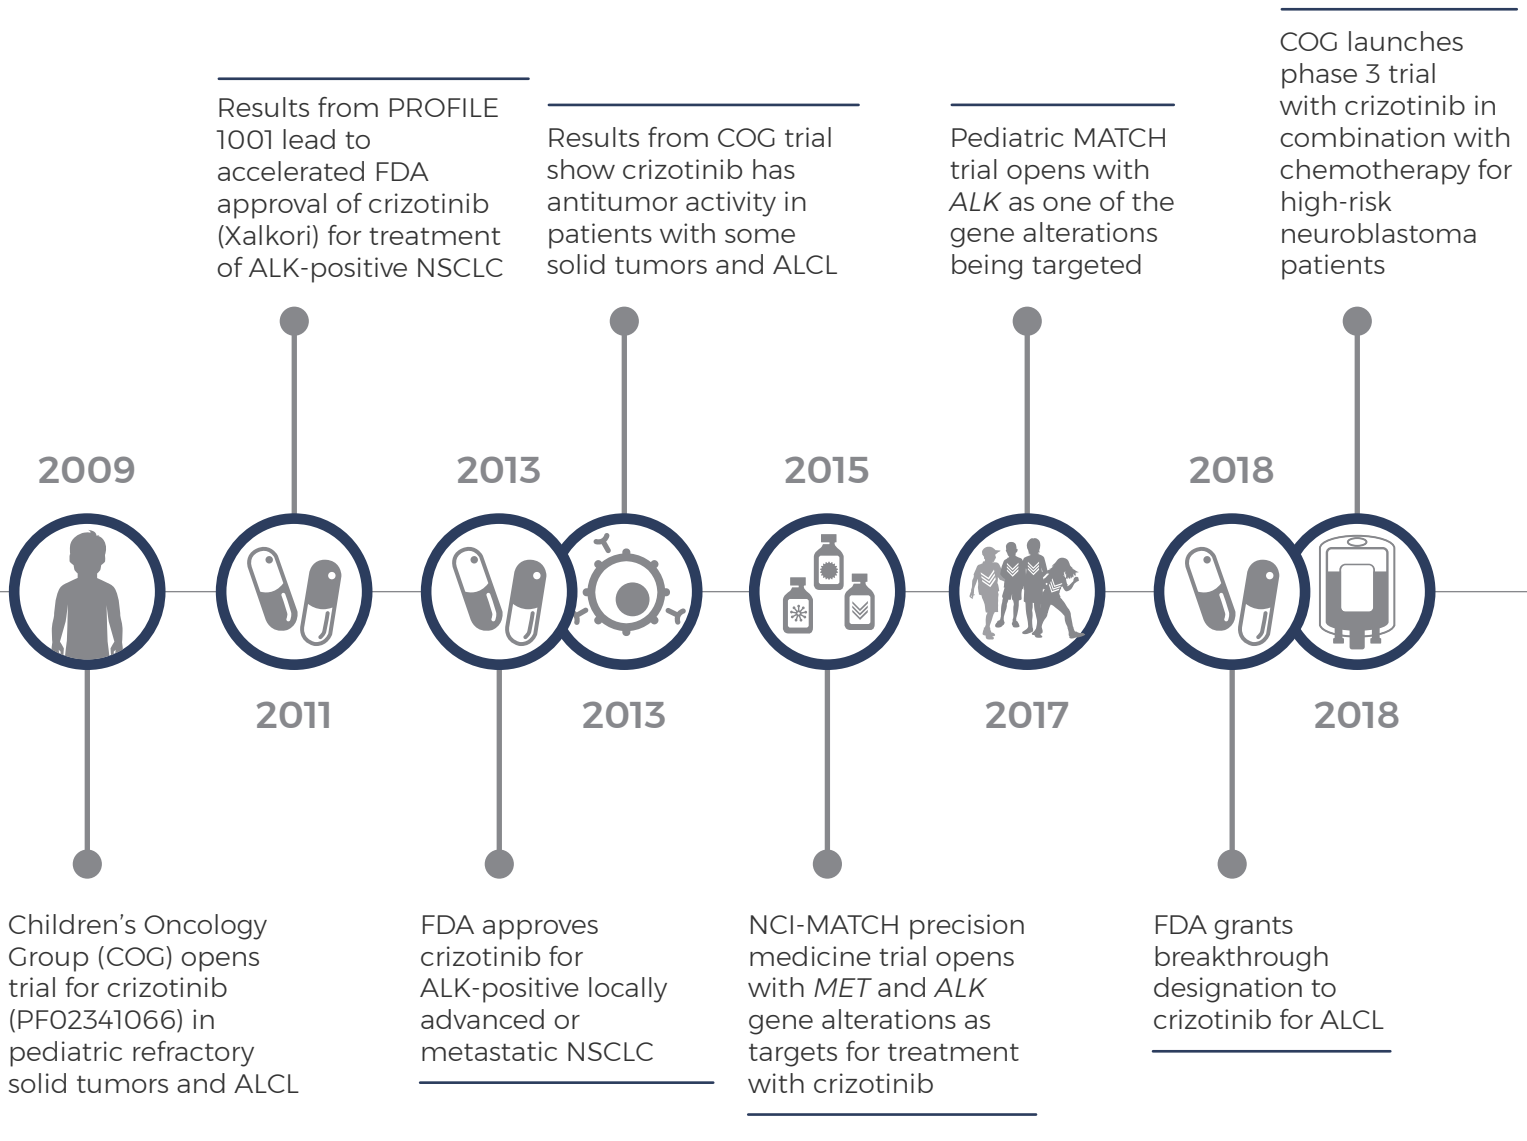 COG launches
phase 3 trial
with crizotinib in
combination with
chemotherapy for
high-risk
neuroblastoma
patients
Results from PROFILE
1001 lead to
accelerated FDA
approval of crizotinib
(Xalkori) for treatment
of ALK-positive NSCLC
Results from COG trial
show crizotinib has
antitumor activity in
patients with some
solid tumors and ALCL
Pediatric MATCH
trial opens with
ALK as one of the
gene alterations
being targeted
2009
2013
2015
2018
2011
2013
2017
2018
Children’s Oncology
Group (COG) opens
trial for crizotinib
(PF02341066) in
pediatric refractory
solid tumors and ALCL
FDA approves
crizotinib for
ALK-positive locally
advanced or
metastatic NSCLC
NCI-MATCH precision
medicine trial opens
with MET and ALK
gene alterations as
targets for treatment
with crizotinib
FDA grants
breakthrough
designation to
crizotinib for ALCL